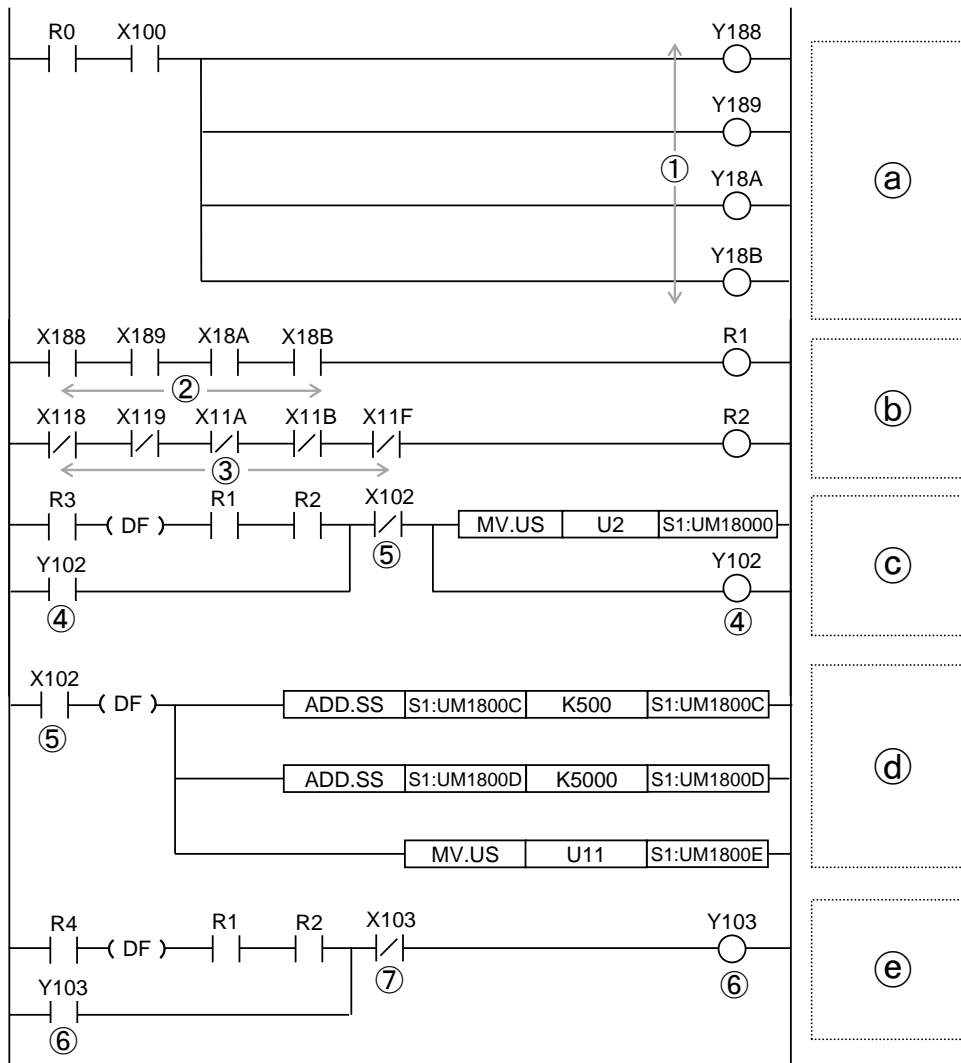 R0 X100 Y188
Y189
① Y18A ⓐ
Y18B
X188 X189 X18A X18B R1
②
X118 X119 X11A X11B X11F R2 ⓑ
③
R3 DF R1 R2 X102 MV.US U2 S1:UM18000
⑤
Y102 Y102 ⓒ
④ ④
X102 DF ADD.SS S1:UM1800C K500 S1:UM1800C
⑤
ADD.SS S1:UM1800D K5000 S1:UM1800D ⓓ
MV.US U11 S1:UM1800E
R4 DF R1 R2 X103 Y103
⑦ ⑥ ⓔ
Y103
⑥